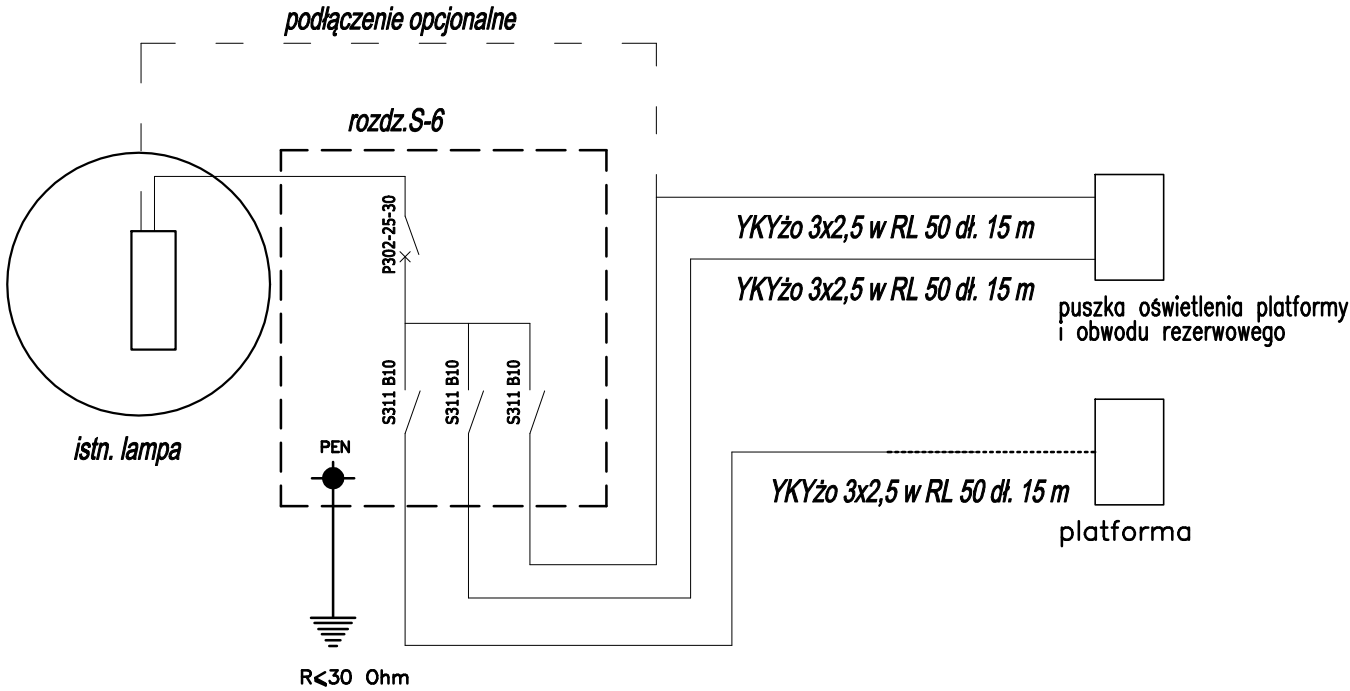 podłączenie opcjonalne
rozdz.S-6
P302-25-30
YKYżo 3x2,5 w RL 50 dł. 15 m
YKYżo 3x2,5 w RL 50 dł. 15 m
puszka oświetlenia platformy
i obwodu rezerwowego
S311 B10
S311 B10
S311 B10
istn. lampa
PEN
YKYżo 3x2,5 w RL 50 dł. 15 m
platforma
R⩽30 Ohm